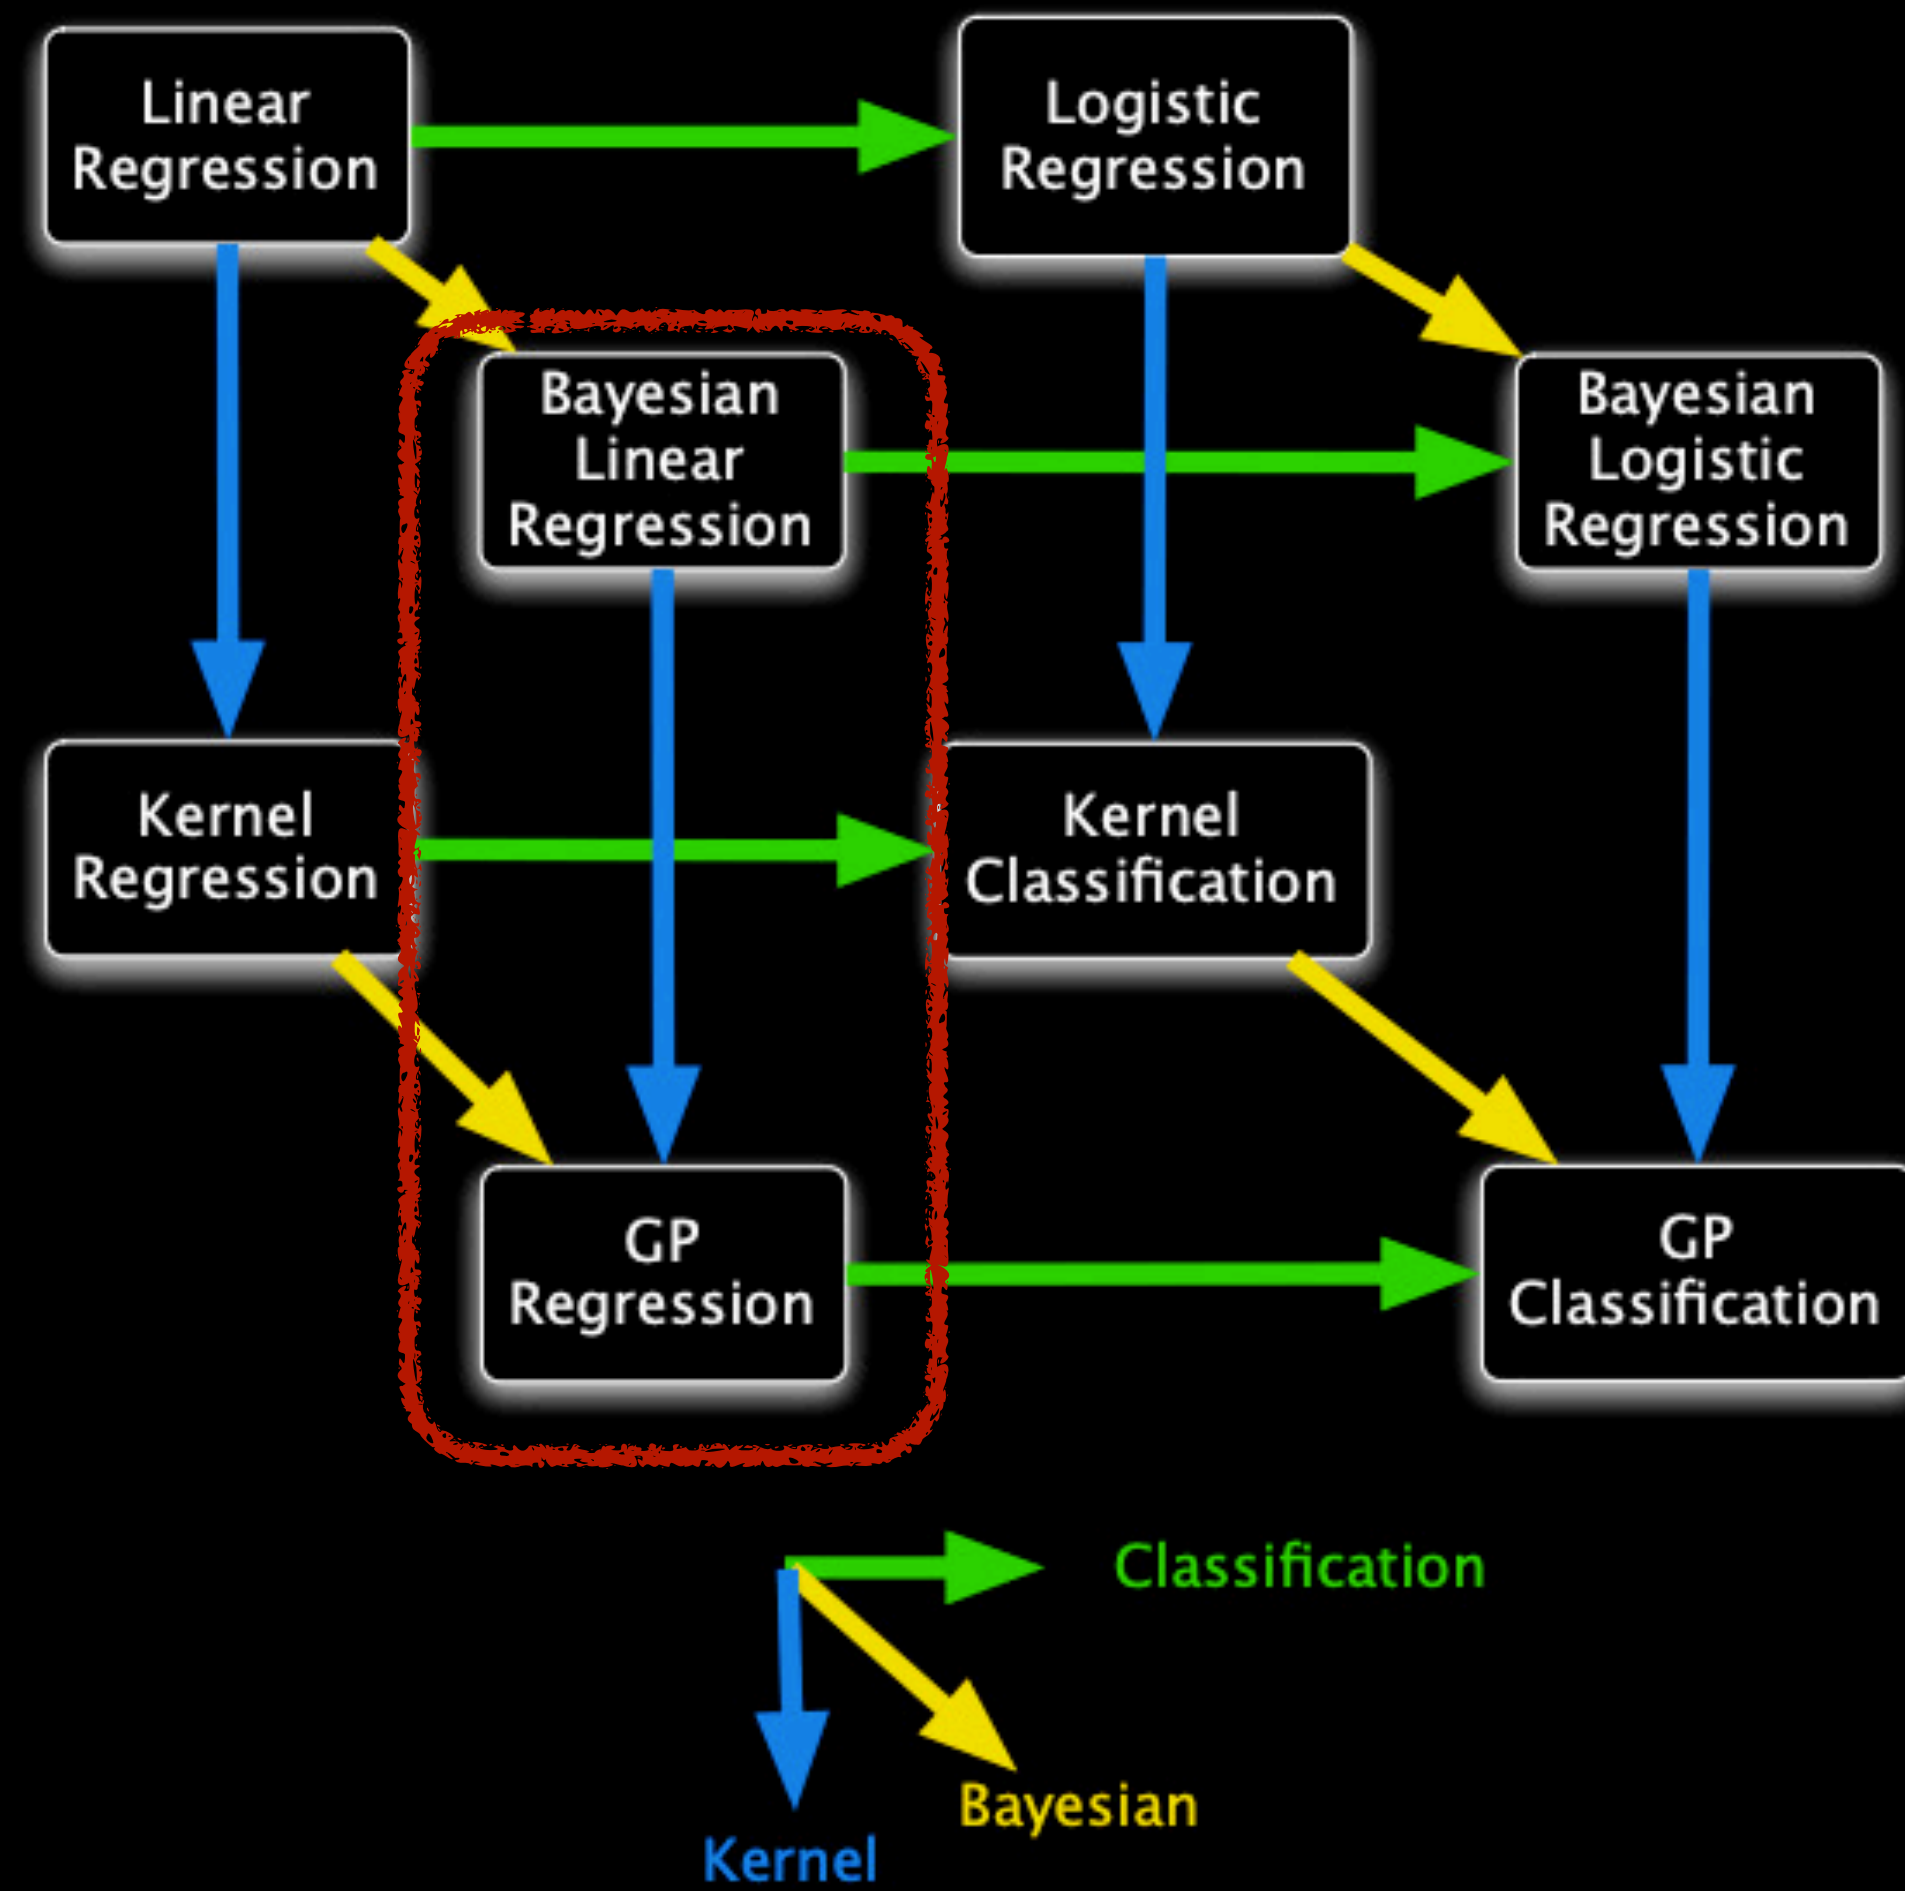 Linear
Regression
Logistic
Regression
Bayesian
Linear
Regression
Bayesian
Logistic
Regression
Kernel
Regression
Kernel
Classification
GP
Regression
GP
Classification
Classification
Bayesian
Kernel